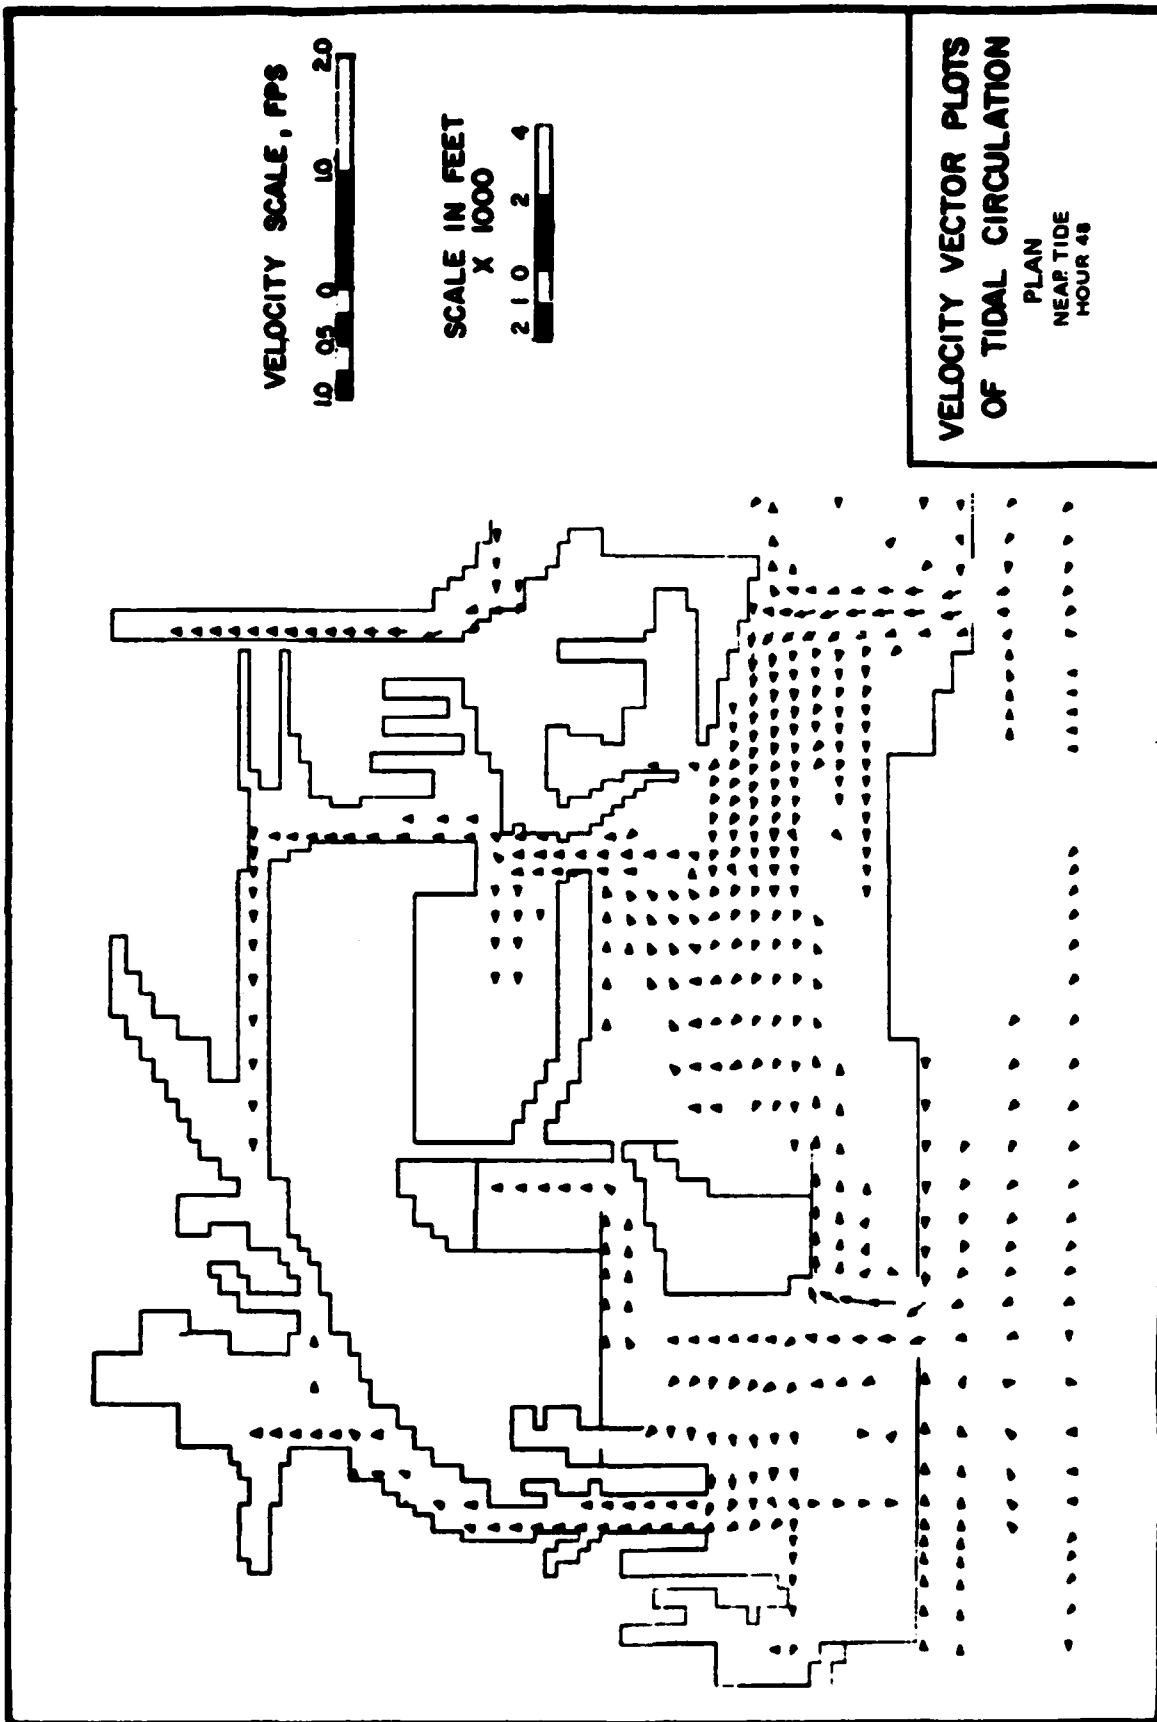 VELOCITY SCALE, FPS
1.0 0.5 0 1.0 2.0
SCALE IN FEET
X 1000
2 1 0 2 4
VELOCITY VECTOR PLOTS
OF TIDAL CIRCULATION
PLAN
NEAP TIDE
HOUR 48